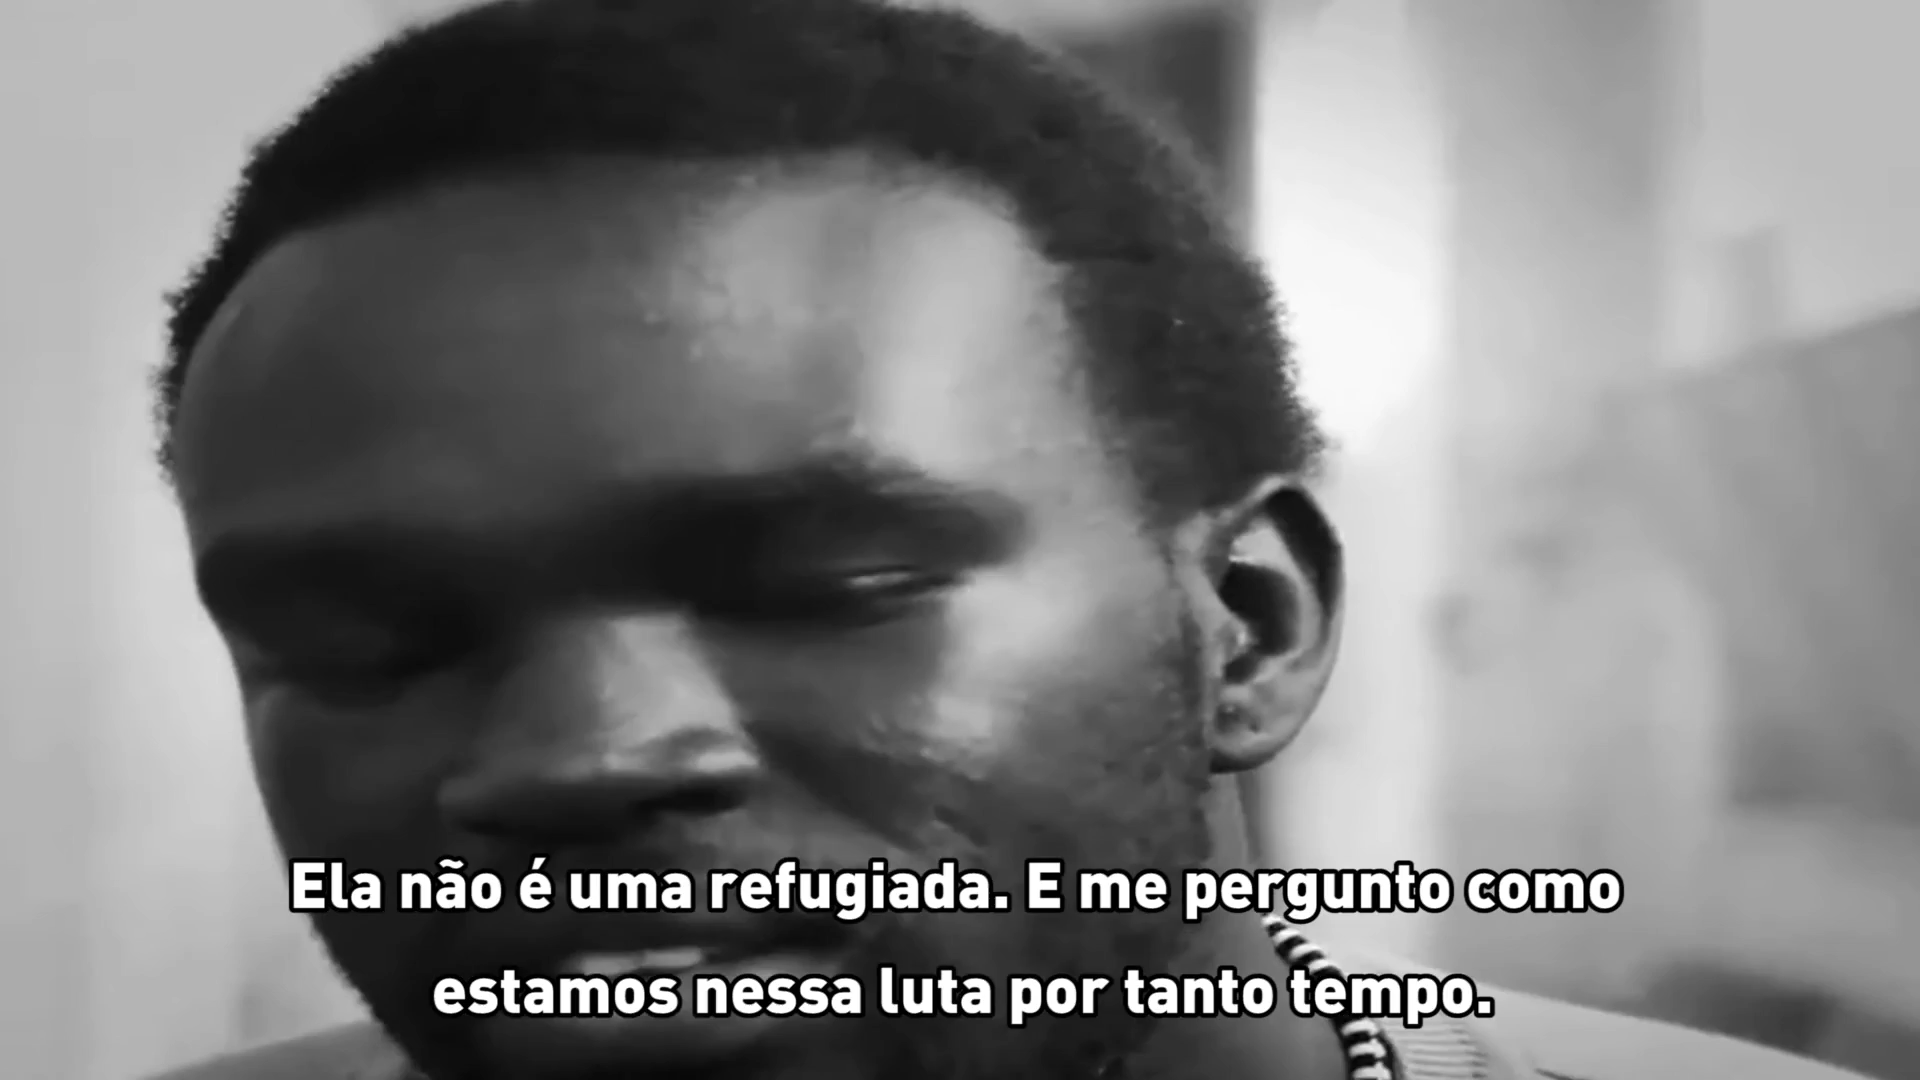 Ela não é uma refugiada. E me pergunto como
estamos nessa luta por tanto tempo.